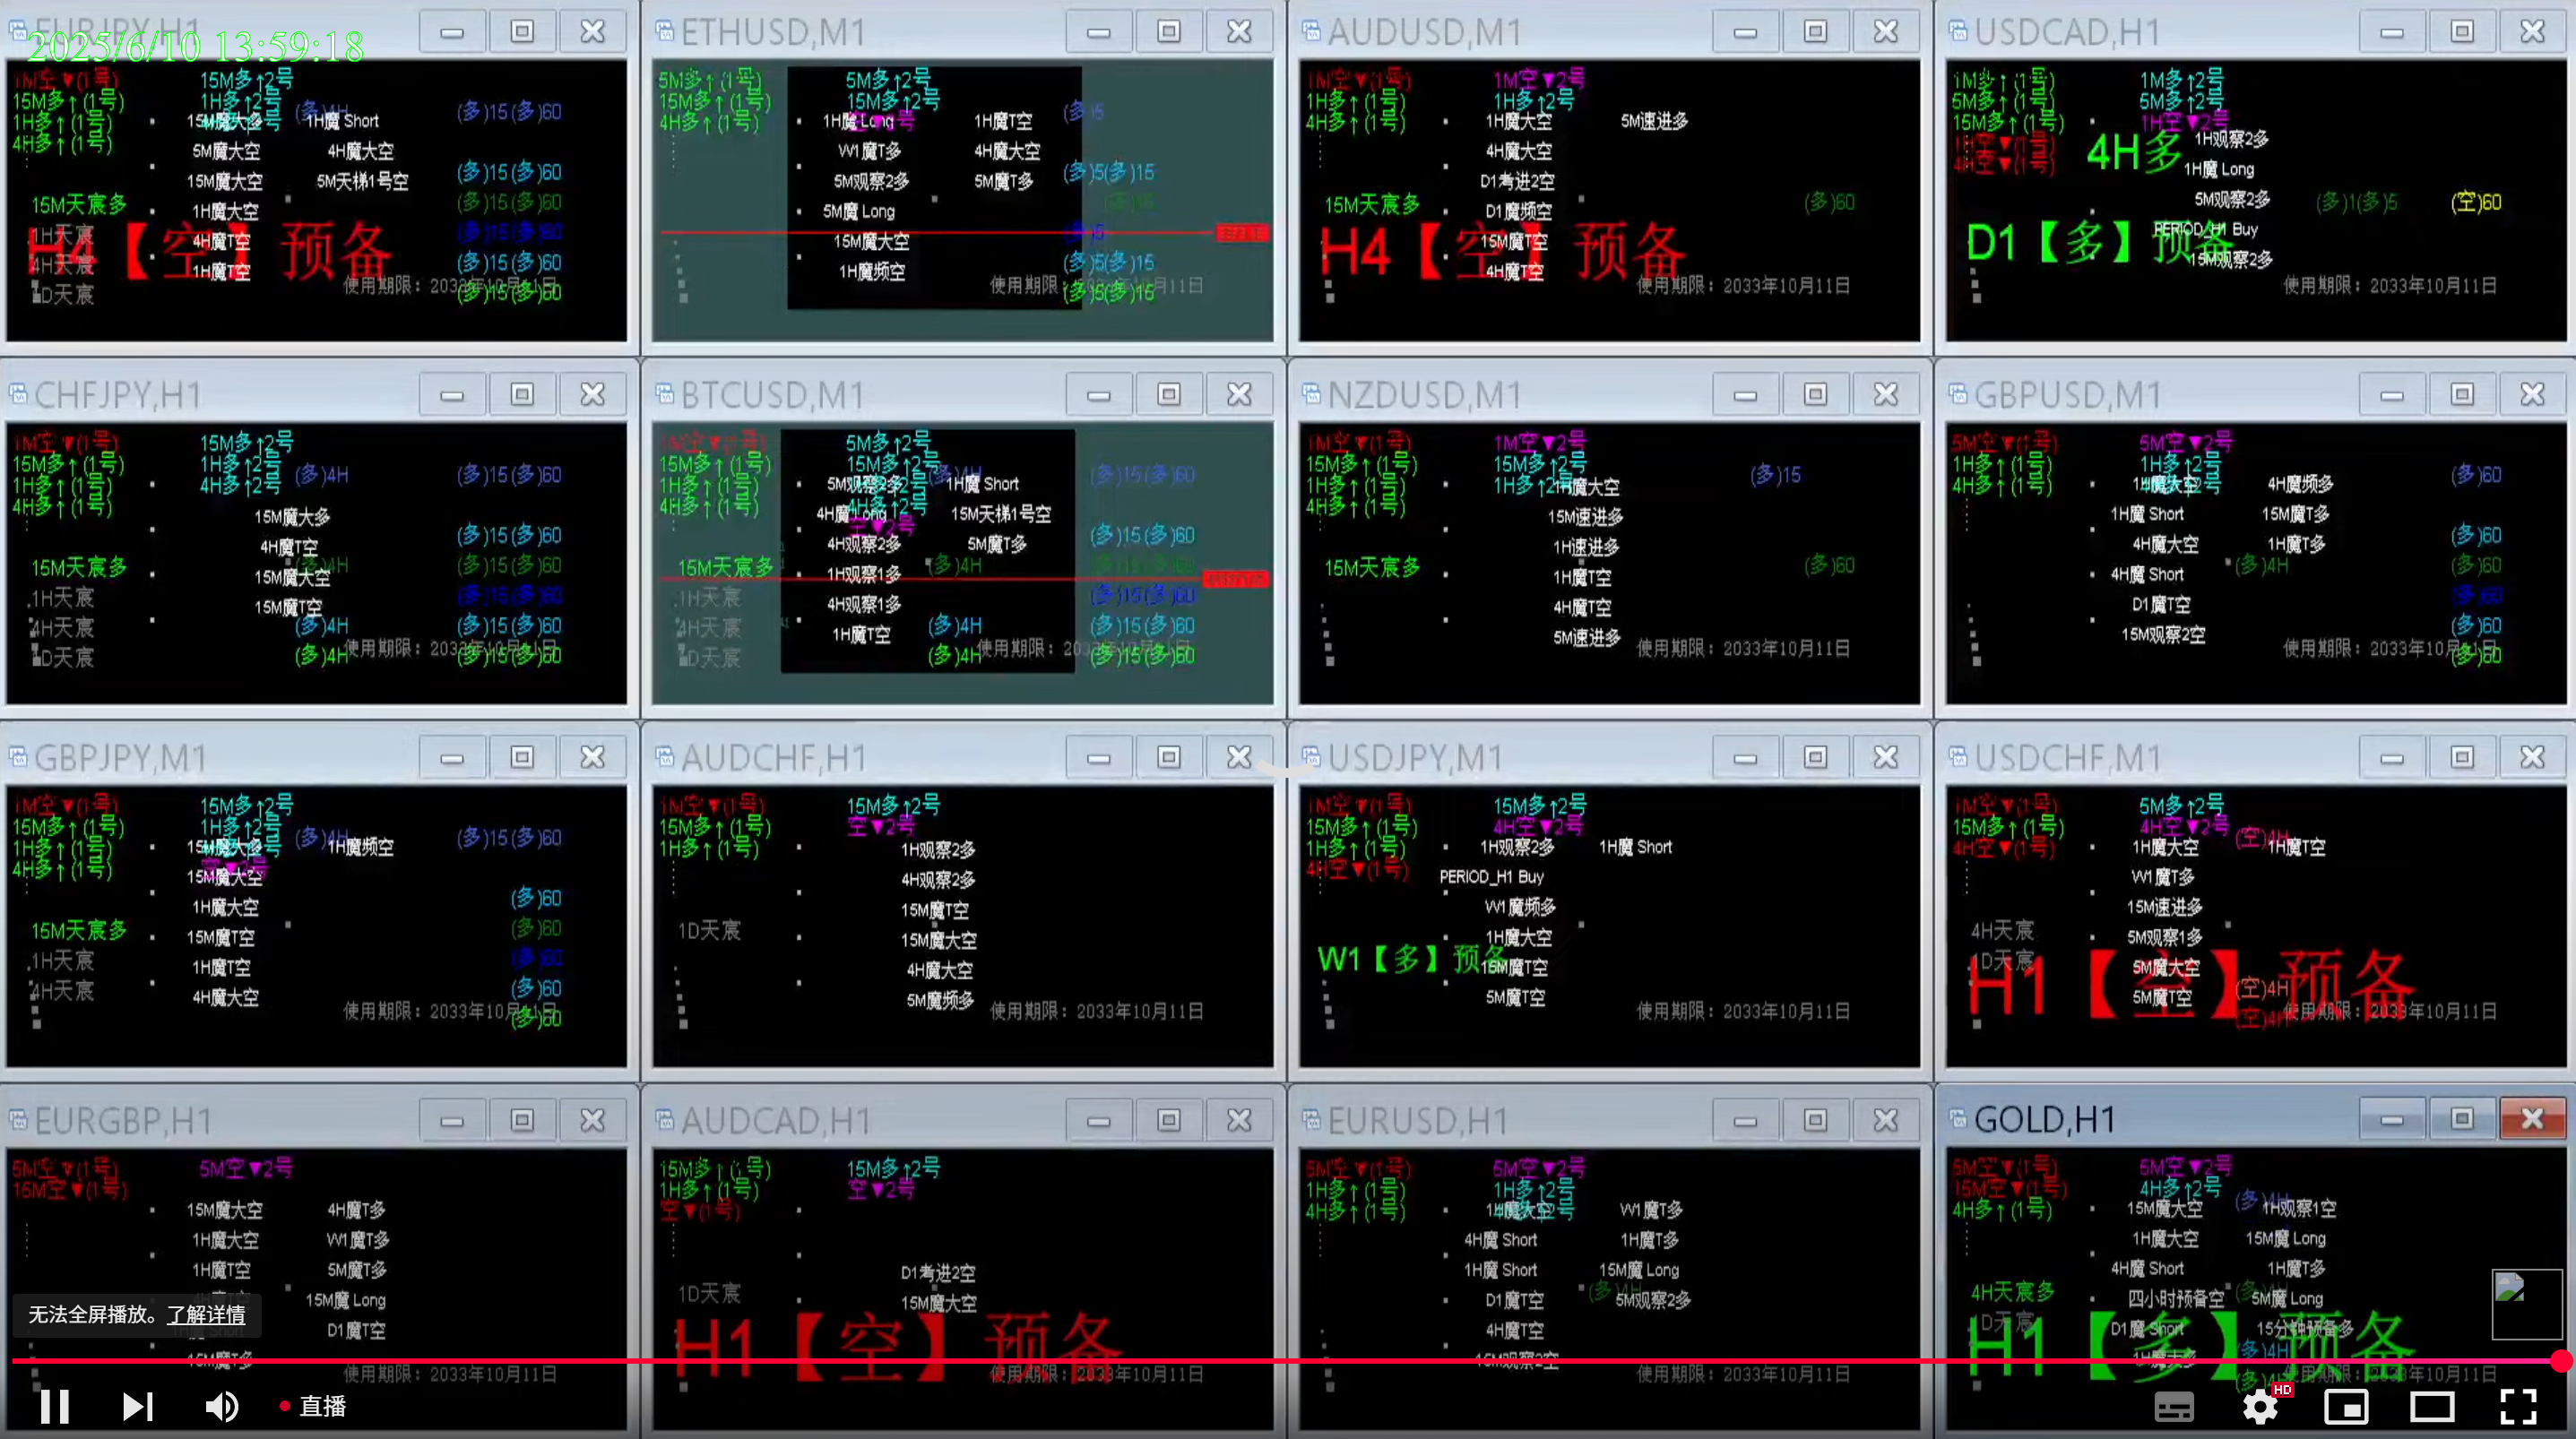 2025/6/10 13:59:18
EURJPY,H1
1M空▼(1号)
15M多↑(1号)
1H多↑(1号)
4H多↑(1号)
15M多↑2号
1H多↑2号
(多)4H
(多)15(多)60
15M魔大多
1H魔 Short
5M魔大空
4H魔大空
15M魔大空
5M天梯1号空
(多)15(多)60
(多)15(多)60
(多)15(多)60
(多)15(多)60
(多)15(多)60
15M天宸多
1H魔大空
1H天宸
4H魔T空
4H天宸
1H魔T空
1D天宸
H4【空】预备
使用期限：2033年10月11日
ETHUSD,M1
5M多↑(1号)
15M多↑(1号)
4H多↑(1号)
5M多↑2号
15M多↑2号
1H魔 Long
1H魔T空
W1魔T多
4H魔大空
5M观察2多
5M魔T多
5M魔 Long
15M魔大空
1H魔频空
(多)15
(多)5(多)15
(多)5(多)15
(多)5(多)15
使用期限：2033年10月11日
AUDUSD,M1
1M空▼(1号)
1H多↑(1号)
4H多↑(1号)
1M空▼2号
1H多↑2号
1H魔大空
5M速进多
4H魔大空
D1考进2空
D1魔频空
15M魔T空
4H魔T空
15M天宸多
(多)60
H4【空】预备
使用期限：2033年10月11日
USDCAD,H1
1M多↑(1号)
5M多↑(1号)
15M多↑(1号)
1H空▼(1号)
4H空▼(1号)
1M多↑2号
5M多↑2号
1H空▼2号
4H多
1H观察2多
1H魔 Long
5M观察2多
PERIOD_H1 Buy
15M观察2多
(多)1(多)5
(空)60
D1【多】预备
使用期限：2033年10月11日
CHFJPY,H1
1M空▼(1号)
15M多↑(1号)
1H多↑(1号)
4H多↑(1号)
15M多↑2号
1H多↑2号
4H多↑2号
(多)4H
(多)15(多)60
15M魔大多
4H魔T空
15M魔大空
15M魔T空
(多)15(多)60
(多)15(多)60
(多)15(多)60
(多)15(多)60
(多)15(多)60
(多)4H
(多)4H
15M天宸多
1H天宸
4H天宸
1D天宸
使用期限：2033年10月11日
BTCUSD,M1
1M空▼(1号)
15M多↑(1号)
1H多↑(1号)
4H多↑(1号)
5M多↑2号
15M多↑2号
4H多↑2号
空▼2号
(多)4H
(多)15(多)60
5M观察2多
1H魔 Short
4H魔 Long
15M天梯1号空
4H观察2多
5M魔T多
1H观察1多
4H观察1多
1H魔T空
(多)4H
(多)4H
(多)4H
(多)15(多)60
(多)15(多)60
(多)15(多)60
(多)15(多)60
15M天宸多
1H天宸
4H天宸
1D天宸
使用期限：2033年10月11日
NZDUSD,M1
1M空▼(1号)
15M多↑(1号)
1H多↑(1号)
4H多↑(1号)
1M空▼2号
15M多↑2号
1H多↑2号
1H魔大空
15M速进多
1H速进多
1H魔T空
4H魔T空
5M速进多
(多)15
(多)60
15M天宸多
使用期限：2033年10月11日
GBPUSD,M1
5M空▼(1号)
1H多↑(1号)
4H多↑(1号)
5M空▼2号
1H多↑2号
4H多↑2号
1H魔大空
4H魔频多
1H魔 Short
15M魔T多
4H魔大空
1H魔T多
4H魔 Short
D1魔T空
15M观察2空
(多)4H
(多)60
(多)60
(多)60
(多)60
(多)60
(多)60
使用期限：2033年10月11日
GBPJPY,M1
1M空▼(1号)
15M多↑(1号)
1H多↑(1号)
4H多↑(1号)
15M多↑2号
1H多↑2号
(多)4H
(多)15(多)60
15M魔大多
1H魔频空
15M魔大空
1H魔大空
15M魔T空
1H魔T空
4H魔大空
(多)60
(多)60
(多)60
(多)60
(多)60
15M天宸多
1H天宸
4H天宸
使用期限：2033年10月11日
AUDCHF,H1
1M空▼(1号)
15M多↑(1号)
1H多↑(1号)
15M多↑2号
空▼2号
1H观察2多
4H观察2多
15M魔T空
15M魔大空
4H魔大空
5M魔频多
1D天宸
使用期限：2033年10月11日
USDJPY,M1
1M空▼(1号)
15M多↑(1号)
1H多↑(1号)
4H空▼(1号)
15M多↑2号
4H空▼2号
1H观察2多
1H魔 Short
PERIOD_H1 Buy
W1魔频多
1H魔大空
15M魔T空
5M魔T空
W1【多】预备
使用期限：2033年10月11日
USDCHF,M1
1M空▼(1号)
15M多↑(1号)
4H空▼(1号)
5M多↑2号
4H空▼2号
(空)4H
1H魔大空
1H魔T空
W1魔T多
15M速进多
5M观察1多
5M魔大空
5M魔T空
(空)4H
(空)4H
4H天宸
1D天宸
H1【空】预备
使用期限：2033年10月11日
EURGBP,H1
5M空▼(1号)
15M空▼(1号)
5M空▼2号
15M魔大空
4H魔T多
1H魔大空
W1魔T多
1H魔T空
5M魔T多
15M魔 Long
D1魔T空
15M魔T多
使用期限：2033年10月11日
AUDCAD,H1
15M多↑(1号)
1H多↑(1号)
空▼(1号)
15M多↑2号
空▼2号
D1考进2空
15M魔大空
1D天宸
H1【空】预备
使用期限：2033年10月11日
EURUSD,H1
5M空▼(1号)
1H多↑(1号)
4H多↑(1号)
5M空▼2号
1H多↑2号
4H多↑2号
1H魔大空
W1魔T多
4H魔 Short
1H魔T多
1H魔 Short
15M魔 Long
D1魔T空
5M观察2多
4H魔T空
15M观察2空
(多)4H
使用期限：2033年10月11日
GOLD,H1
5M空▼(1号)
15M空▼(1号)
4H多↑(1号)
5M空▼2号
4H多↑2号
(多)4H
15M魔大空
1H观察1空
1H魔大空
15M魔 Long
4H魔 Short
1H魔T多
四小时预备空
5M魔 Long
D1魔 Short
15分钟预备多
1H魔大多
(多)4H
4H天宸多
1D天宸
H1【多】预备
无法全屏播放。了解详情
直播
HD